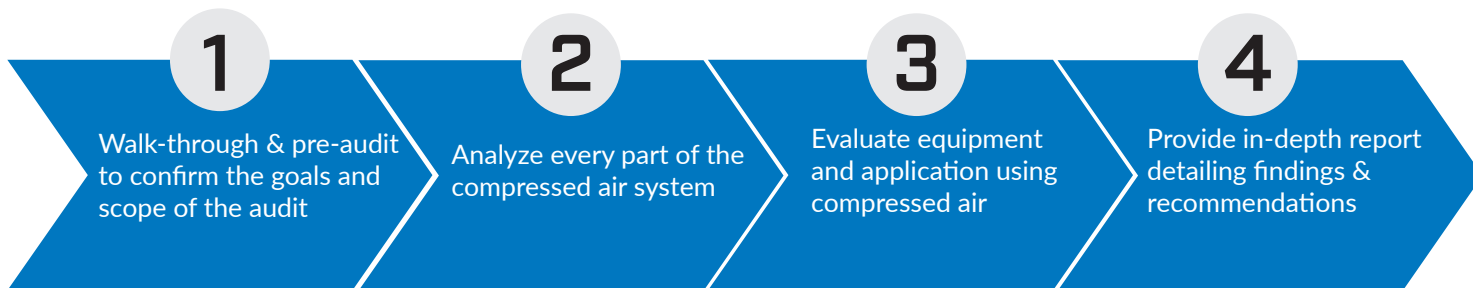 1
Walk-through & pre-audit
to confirm the goals and
scope of the audit
2
Analyze every part of the
compressed air system
3
Evaluate equipment
and application using
compressed air
4
Provide in-depth report
detailing findings &
recommendations